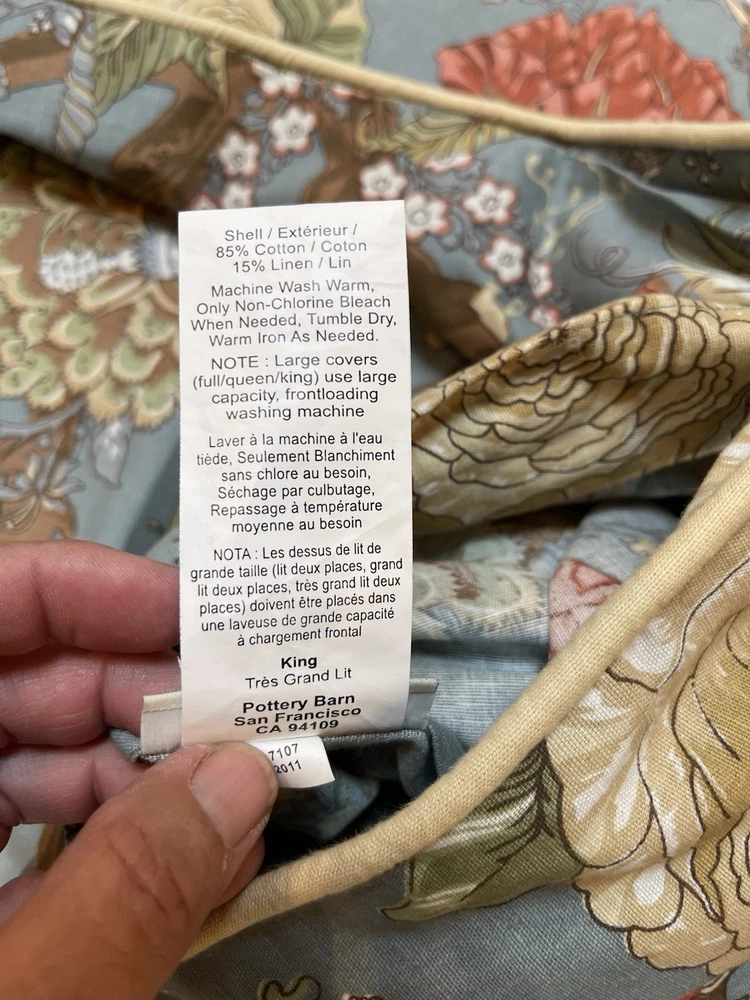 Shell / Extérieur /
85% Cotton / Coton
15% Linen / Lin
Machine Wash Warm,
Only Non-Chlorine Bleach
When Needed, Tumble Dry,
Warm Iron As Needed.
NOTE : Large covers
(full/queen/king) use large
capacity, frontloading
washing machine
Laver à la machine à l'eau
tiède, Seulement Blanchiment
sans chlore au besoin,
Séchage par culbutage,
Repassage à température
moyenne au besoin
NOTA : Les dessus de lit de
grande taille (lit deux places, grand
lit deux places, très grand lit deux
places) doivent être placés dans
une laveuse de grande capacité
à chargement frontal
King
Très Grand Lit
Pottery Barn
San Francisco
CA 94109
7107
2011